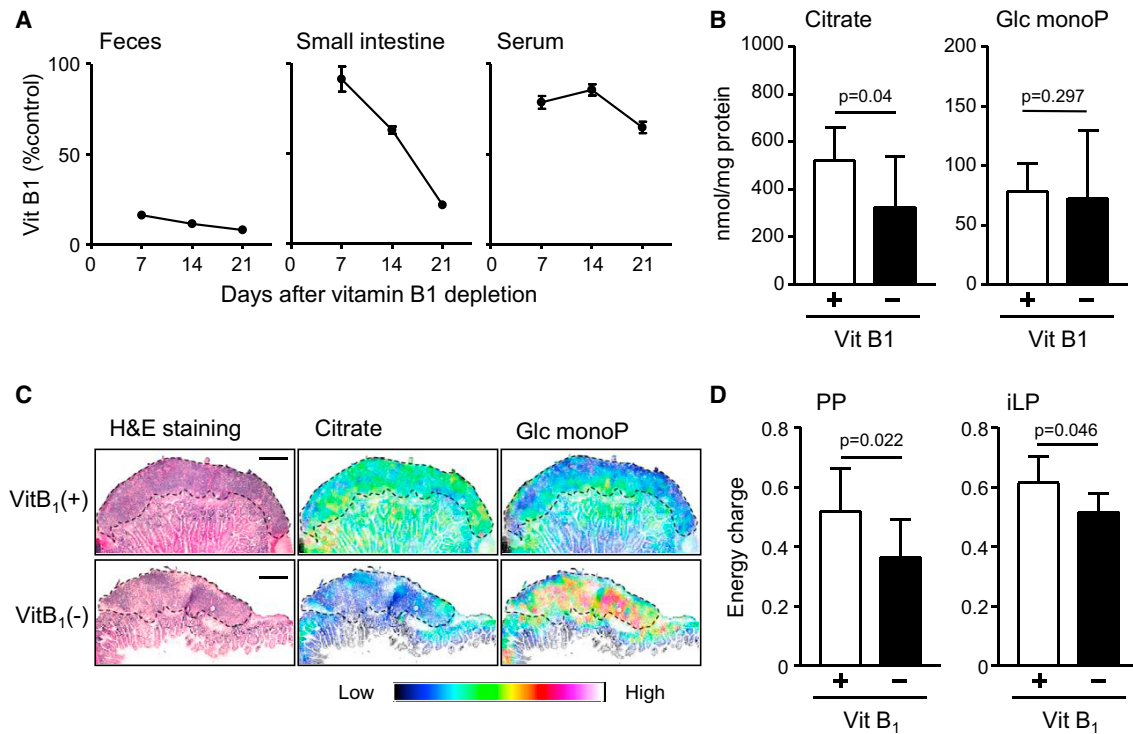 A
Feces
Small intestine
Serum
Vit B1 (%control)
100
50
0
0 7 14 21
0 7 14 21
0 7 14 21
Days after vitamin B1 depletion
B
Citrate
Glc monoP
nmol/mg protein
1000
800
600
400
200
0
p=0.04
+ −
Vit B1
200
150
100
50
0
p=0.297
+ −
Vit B1
C
H&E staining
Citrate
Glc monoP
VitB₁(+)
VitB₁(-)
Low
High
D
PP
iLP
Energy charge
0.8
0.6
0.4
0.2
0
p=0.022
+ −
Vit B₁
0.8
0.6
0.4
0.2
0
p=0.046
+ −
Vit B₁